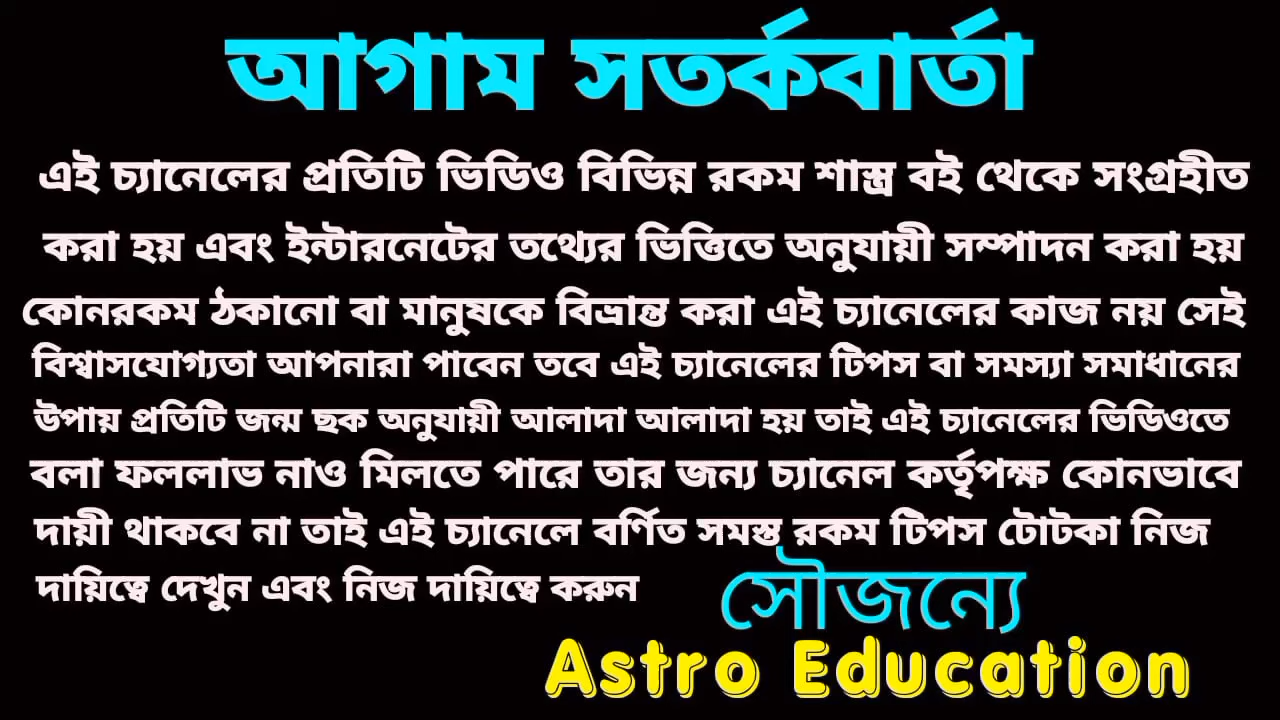 আগাম সতর্কবার্তা
এই চ্যানেলের প্রতিটি ভিডিও বিভিন্ন রকম শাস্ত্র বই থেকে সংগ্রহীত
করা হয় এবং ইন্টারনেটের তথ্যের ভিত্তিতে অনুযায়ী সম্পাদন করা হয়
কোনরকম ঠকানো বা মানুষকে বিভ্রান্ত করা এই চ্যানেলের কাজ নয় সেই
বিশ্বাসযোগ্যতা আপনারা পাবেন তবে এই চ্যানেলের টিপস বা সমস্যা সমাধানের
উপায় প্রতিটি জন্ম ছক অনুযায়ী আলাদা আলাদা হয় তাই এই চ্যানেলের ভিডিওতে
বলা ফললাভ নাও মিলতে পারে তার জন্য চ্যানেল কর্তৃপক্ষ কোনভাবে
দায়ী থাকবে না তাই এই চ্যানেলে বর্ণিত সমস্ত রকম টিপস টোটকা নিজ
দায়িত্বে দেখুন এবং নিজ দায়িত্বে করুন
সৌজন্যে
Astro Education